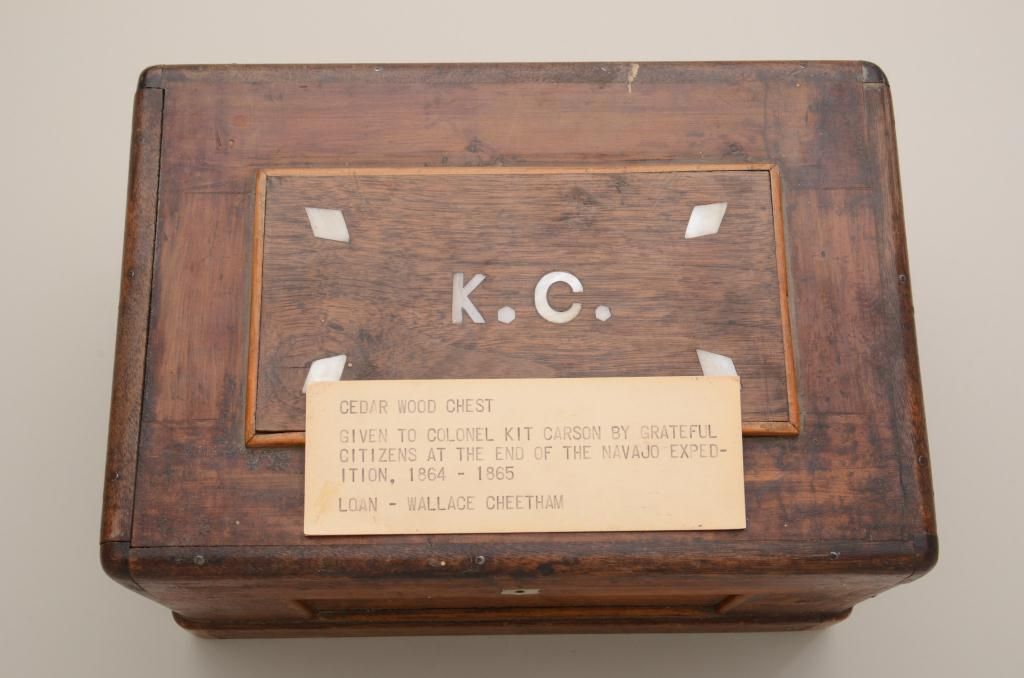 K.C.
CEDAR WOOD CHEST
GIVEN TO COLONEL KIT CARSON BY GRATEFUL
CITIZENS AT THE END OF THE NAVAJO EXPED-
ITION, 1864 - 1865
LOAN - WALLACE CHEETHAM